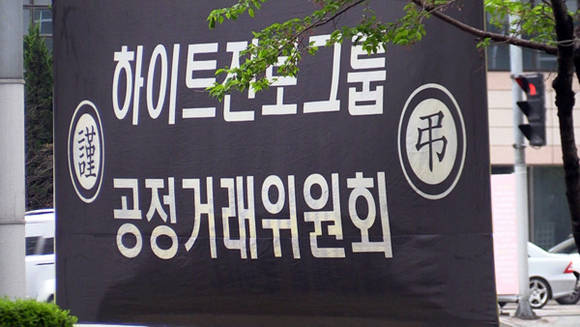 하이트진로그룹
謹 弔
공정거래위원회